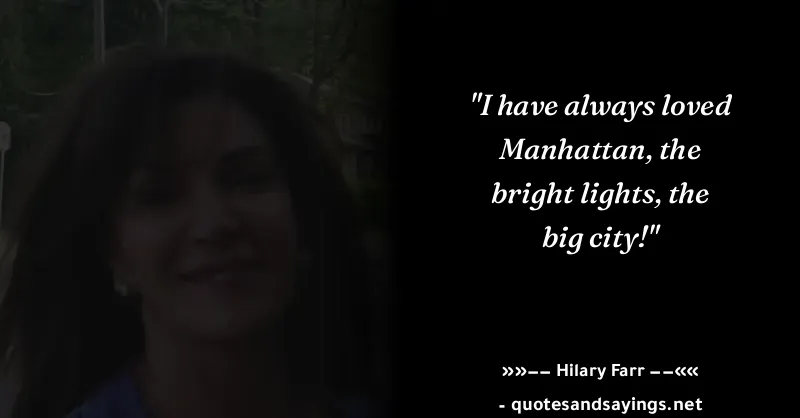 "I have always loved
Manhattan, the
bright lights, the
big city!"
»»−− Hilary Farr −−««
- quotesandsayings.net